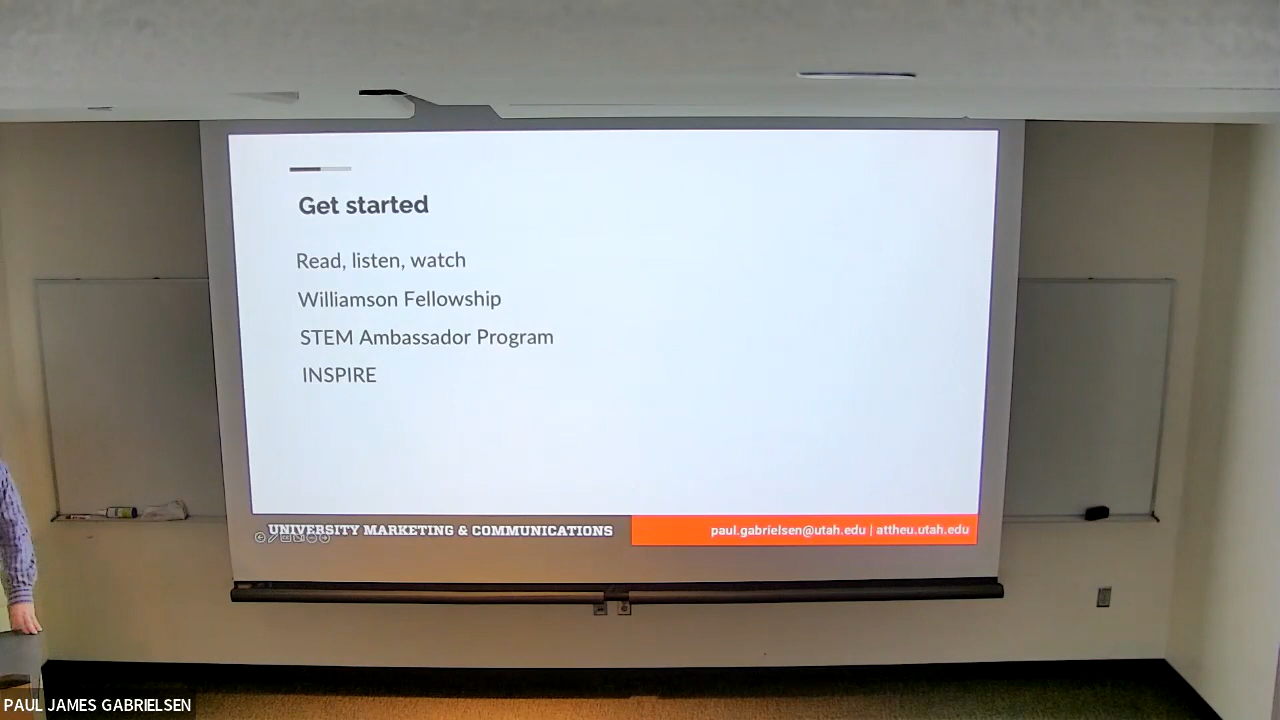 Get started
Read, listen, watch
Williamson Fellowship
STEM Ambassador Program
INSPIRE
UNIVERSITY MARKETING & COMMUNICATIONS
paul.gabrielsen@utah.edu | attheu.utah.edu
PAUL JAMES GABRIELSEN